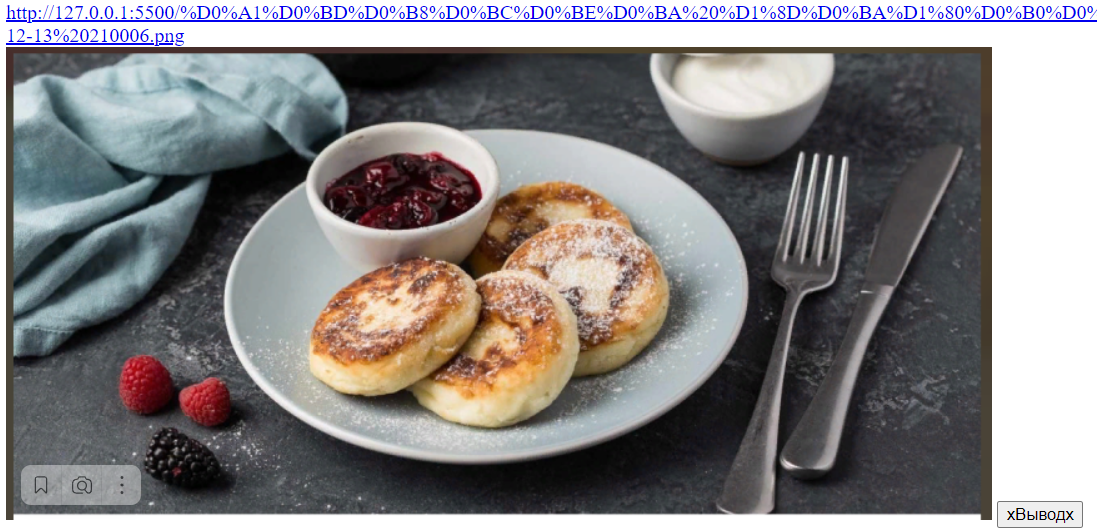 http://127.0.0.1:5500/%D0%A1%D0%BD%D0%B8%D0%BC%D0%BE%D0%BA%20%D1%8D%D0%BA%D1%80%D0%B0%D0%
12-13%20210006.png
хВыводх